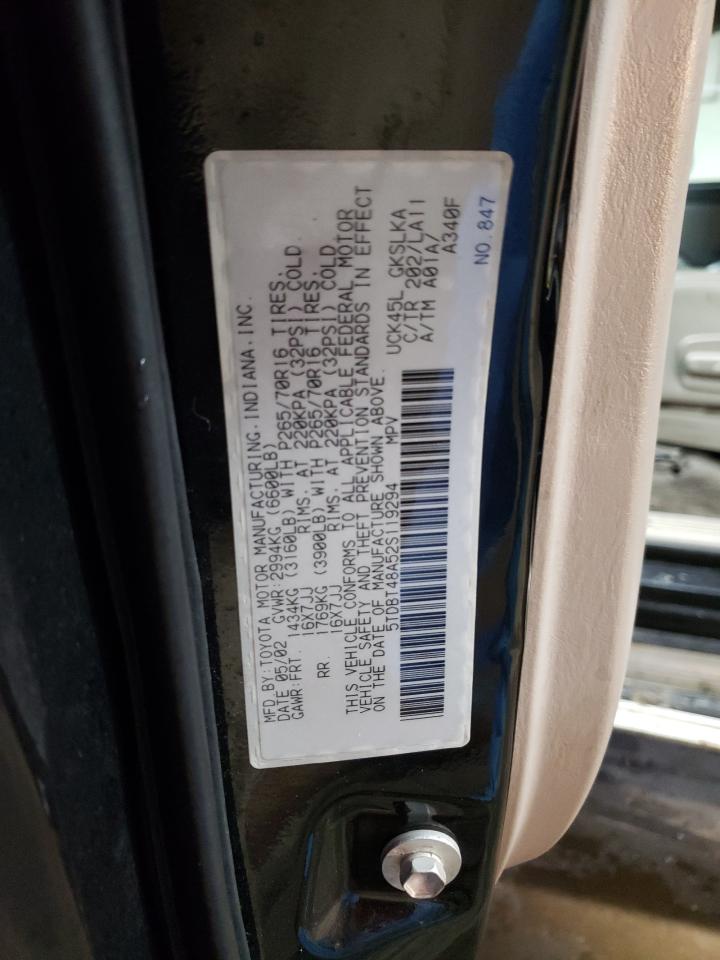 MFD.BY:TOYOTA MOTOR MANUFACTURING.INDIANA.INC.
DATE 05/02 GVWR:2994KG (6600LB)
GAWR:FRT. 1434KG (3160LB) WITH P265/70R16 TIRES.
16X7JJ RIMS. AT 220KPA (32PSI) COLD.
RR. 1769KG (3900LB) WITH P265/70R16 TIRES.
16X7JJ RIMS. AT 220KPA (32PSI) COLD
THIS VEHICLE CONFORMS TO ALL APPLICABLE FEDERAL MOTOR
VEHICLE SAFETY AND THEFT PREVENTION STANDARDS IN EFFECT
ON THE DATE OF MANUFACTURE SHOWN ABOVE.
5TDBT48A52S119294 MPV
UCK45L GKSLKA
C/TR 202/LA11
A/TM A01A/
A340F
NO.847